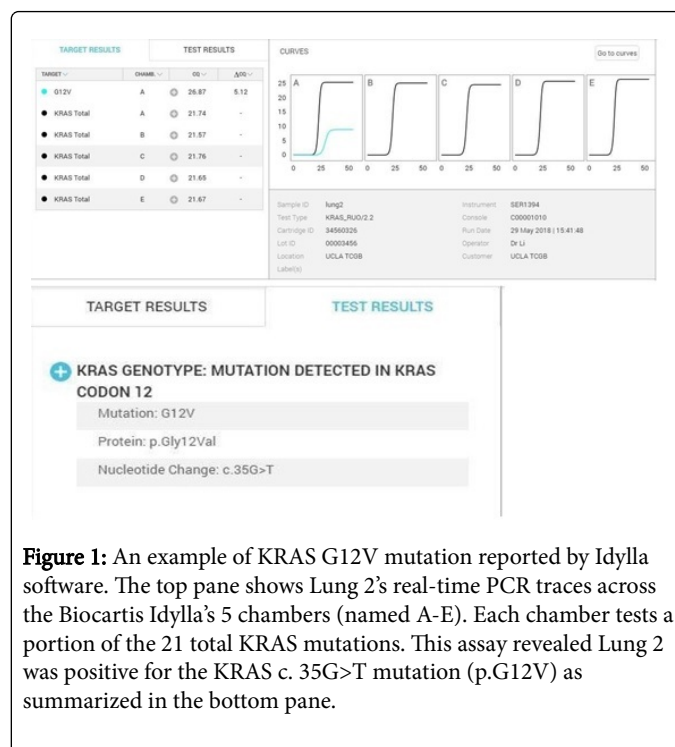 TARGET RESULTS TEST RESULTS
TARGET CHAMB. CQ ΔCQ
G12V A 26.87 5.12
KRAS Total A 21.74 -
KRAS Total B 21.57 -
KRAS Total C 21.76 -
KRAS Total D 21.65 -
KRAS Total E 21.67 -
CURVES Go to curves
A B C D E
25
20
15
10
5
0
0 25 50 0 25 50 0 25 50 0 25 50 0 25 50
Sample ID lung2 Instrument SER1394
Test Type KRAS_RUO/2.2 Console C00001010
Cartridge ID 34560326 Run Date 29 May 2018 | 15:41:48
Lot ID 00003456 Operator Dr Li
Location UCLA TCGB Customer UCLA TCGB
Label(s)
TARGET RESULTS TEST RESULTS
KRAS GENOTYPE: MUTATION DETECTED IN KRAS
CODON 12
Mutation: G12V
Protein: p.Gly12Val
Nucleotide Change: c.35G>T
Figure 1: An example of KRAS G12V mutation reported by Idylla
software. The top pane shows Lung 2's real-time PCR traces across
the Biocartis Idylla's 5 chambers (named A-E). Each chamber tests a
portion of the 21 total KRAS mutations. This assay revealed Lung 2
was positive for the KRAS c. 35G>T mutation (p.G12V) as
summarized in the bottom pane.